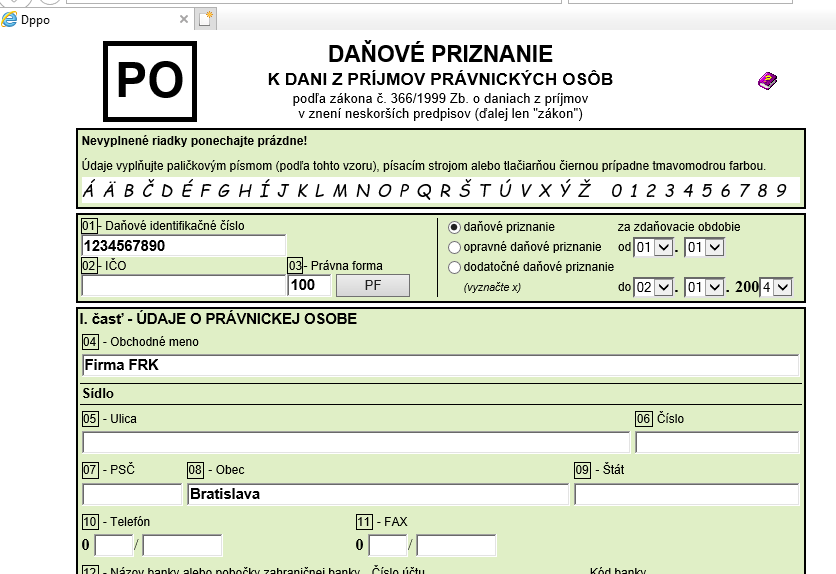 Dppo
PO
DAŇOVÉ PRIZNANIE
K DANI Z PRÍJMOV PRÁVNICKÝCH OSÔB
podľa zákona č. 366/1999 Zb. o daniach z príjmov
v znení neskorších predpisov (ďalej len "zákon")
Nevyplnené riadky ponechajte prázdne!
Údaje vyplňujte paličkovým písmom (podľa tohto vzoru), písacím strojom alebo tlačiarňou čiernou prípadne tmavomodrou farbou.
Á Ä B Č D É F G H Í J K L M N O P Q R Š T Ú V X Ý Ž 0 1 2 3 4 5 6 7 8 9
01 - Daňové identifikačné číslo
1234567890
02 - IČO
03 - Právna forma
100 PF
daňové priznanie
opravné daňové priznanie
dodatočné daňové priznanie
(vyznačte x)
za zdaňovacie obdobie
od 01 . 01
do 02 . 01 . 200 4
I. časť - ÚDAJE O PRÁVNICKEJ OSOBE
04 - Obchodné meno
Firma FRK
Sídlo
05 - Ulica 06 Číslo
07 - PSČ 08 - Obec 09 - Štát
Bratislava
10 - Telefón 11 - FAX
0 / 0 /
12 - Názov banky alebo pobočky zahraničnej banky Číslo účtu Kód banky